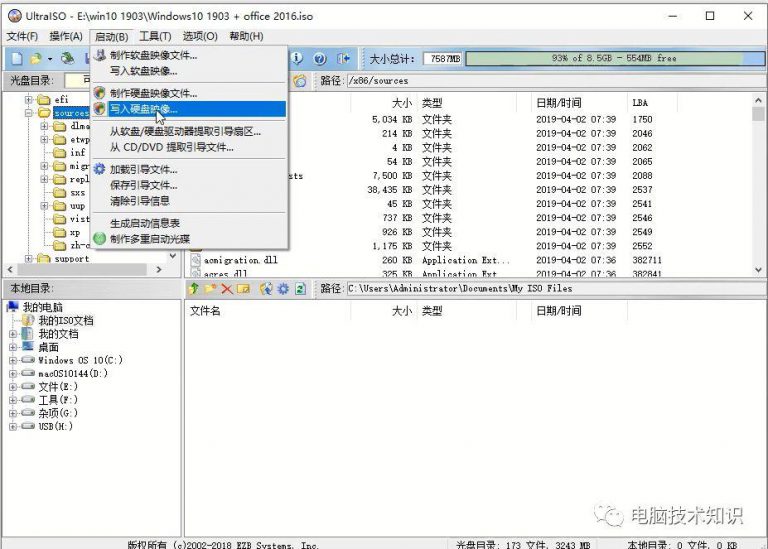 UltraISO - E:\win10 1903\Windows10 1903 + office 2016.iso
文件(F) 操作(A) 启动(B) 工具(T) 选项(O) 帮助(H)
制作软盘映像文件...
写入软盘映像...
制作硬盘映像文件...
写入硬盘映像...
从软盘/硬盘驱动器提取引导扇区...
从 CD/DVD 提取引导文件...
加载引导文件...
保存引导文件...
清除引导信息
生成启动信息表
制作多重启动光碟
大小总计: 7587MB 93% of 8.5GB - 554MB free
光盘目录: 可 路径: /x86/sources
efi
sources
dlma
etwp
inf
migr
repl
sxs
uup
vist
xp
zh-c
support
大小 类型 日期/时间 LBA
5,034 KB 文件夹 2019-04-02 07:39 1750
214 KB 文件夹 2019-04-02 07:39 2046
4 KB 文件夹 2019-04-02 07:39 2062
54 KB 文件夹 2019-04-02 07:39 2065
sts 7,500 KB 文件夹 2019-04-02 07:39 2088
38,435 KB 文件夹 2019-04-02 07:39 2537
45 KB 文件夹 2019-04-02 07:39 2541
737 KB 文件夹 2019-04-02 07:39 2546
926 KB 文件夹 2019-04-02 07:39 2549
1,175 KB 文件夹 2019-04-02 07:39 2552
acmigration.dll 260 KB Application Ext... 2019-04-02 07:36 382711
acres.dll 325 KB Application Ext... 2019-04-02 07:36 382841
本地目录: 路径: C:\Users\Administrator\Documents\My ISO Files
我的电脑
我的ISO文档
我的文档
桌面
Windows OS 10(C:)
macOS10144(D:)
文件(E:)
工具(F:)
杂项(G:)
USB(H:)
文件名 大小 类型 日期/时间
电脑技术知识
版权所有 (c)2002-2018 EZB Systems, Inc. 光盘目录: 173 文件, 3243 MB 本地目录: 0 文件, 0 KB